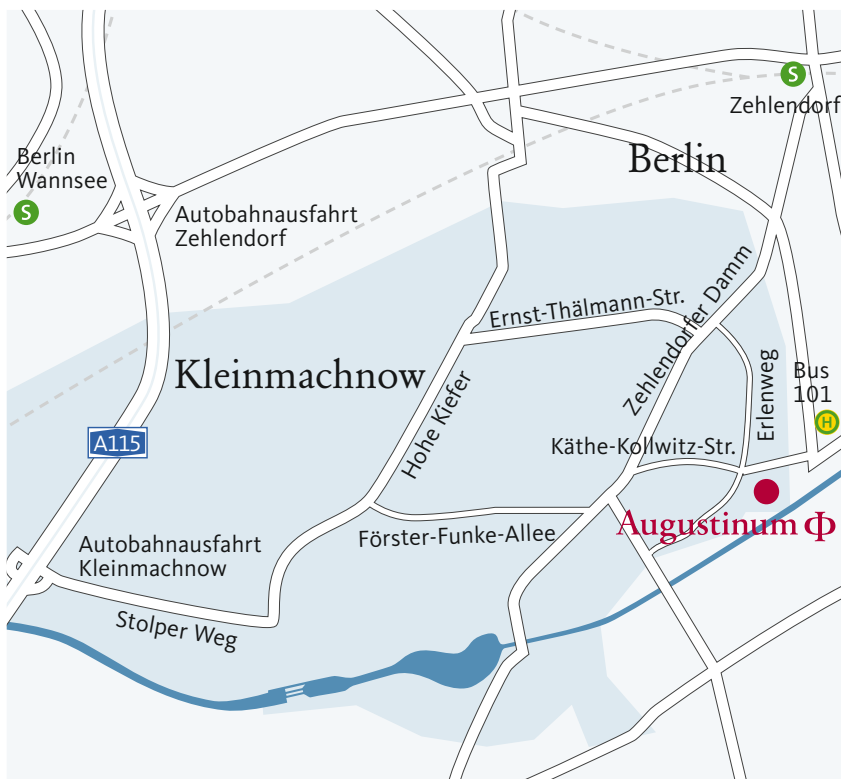 S
Zehlendorf
Berlin
Berlin
Wannsee
S
Autobahnausfahrt
Zehlendorf
Zehlendorfer Damm
Ernst-Thälmann-Str.
Kleinmachnow
Hohe Kiefer
Erlenweg
Bus
101
H
A115
Käthe-Kollwitz-Str.
Augustinum Φ
Förster-Funke-Allee
Autobahnausfahrt
Kleinmachnow
Stolper Weg